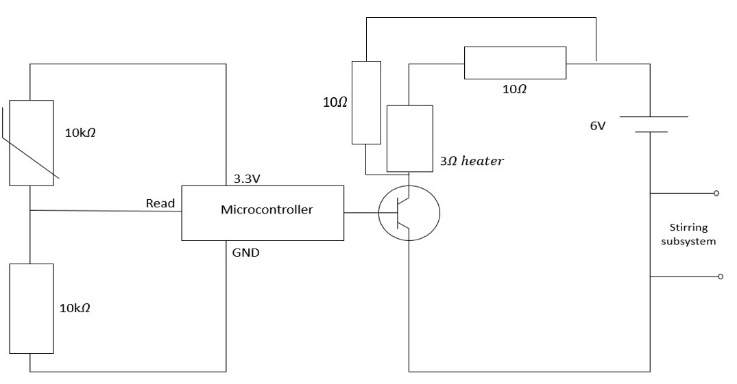 10Ω
10Ω
10kΩ
6V
3Ω heater
3.3V
Read
Microcontroller
Stirring
subsystem
GND
10kΩ